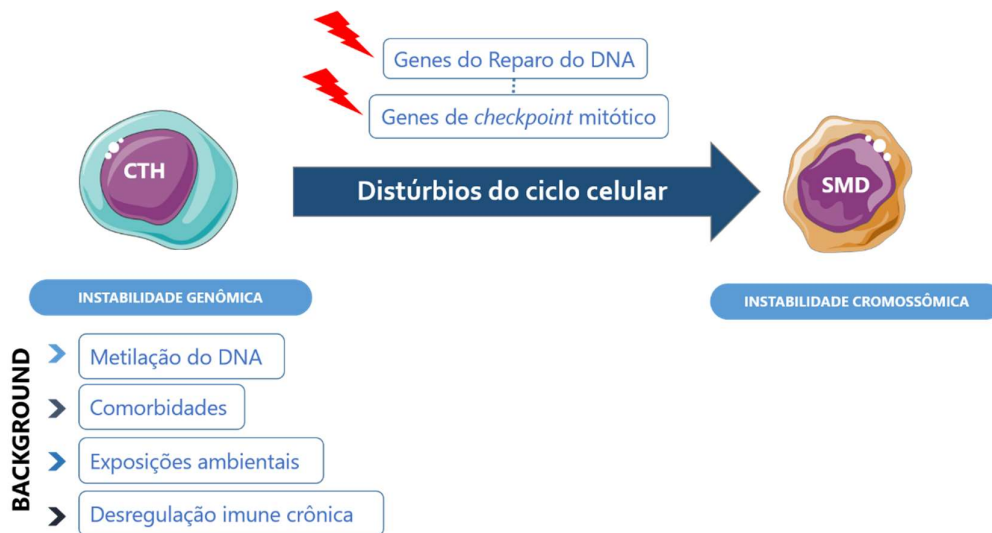 Genes do Reparo do DNA
Genes de checkpoint mitótico
CTH
Distúrbios do ciclo celular
SMD
INSTABILIDADE GENÔMICA
INSTABILIDADE CROMOSSÔMICA
BACKGROUND
Metilação do DNA
Comorbidades
Exposições ambientais
Desregulação imune crônica